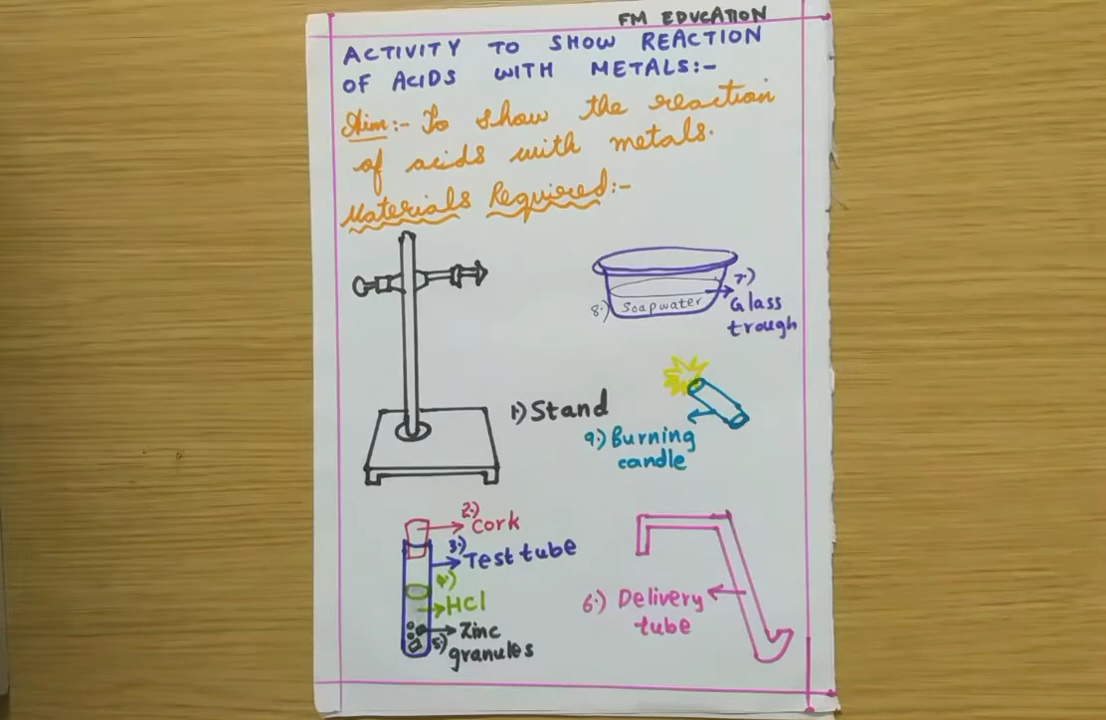 FM EDUCATION
ACTIVITY TO SHOW REACTION
OF ACIDS WITH METALS:-
Aim:- To show the reaction
of acids with metals.
Materials Required:-
7.)
Glass
trough
8.) Soapwater
1.) Stand
9.) Burning
candle
2.) Cork
3.) Test tube
4.) HCl
5.) Zinc
granules
6.) Delivery
tube